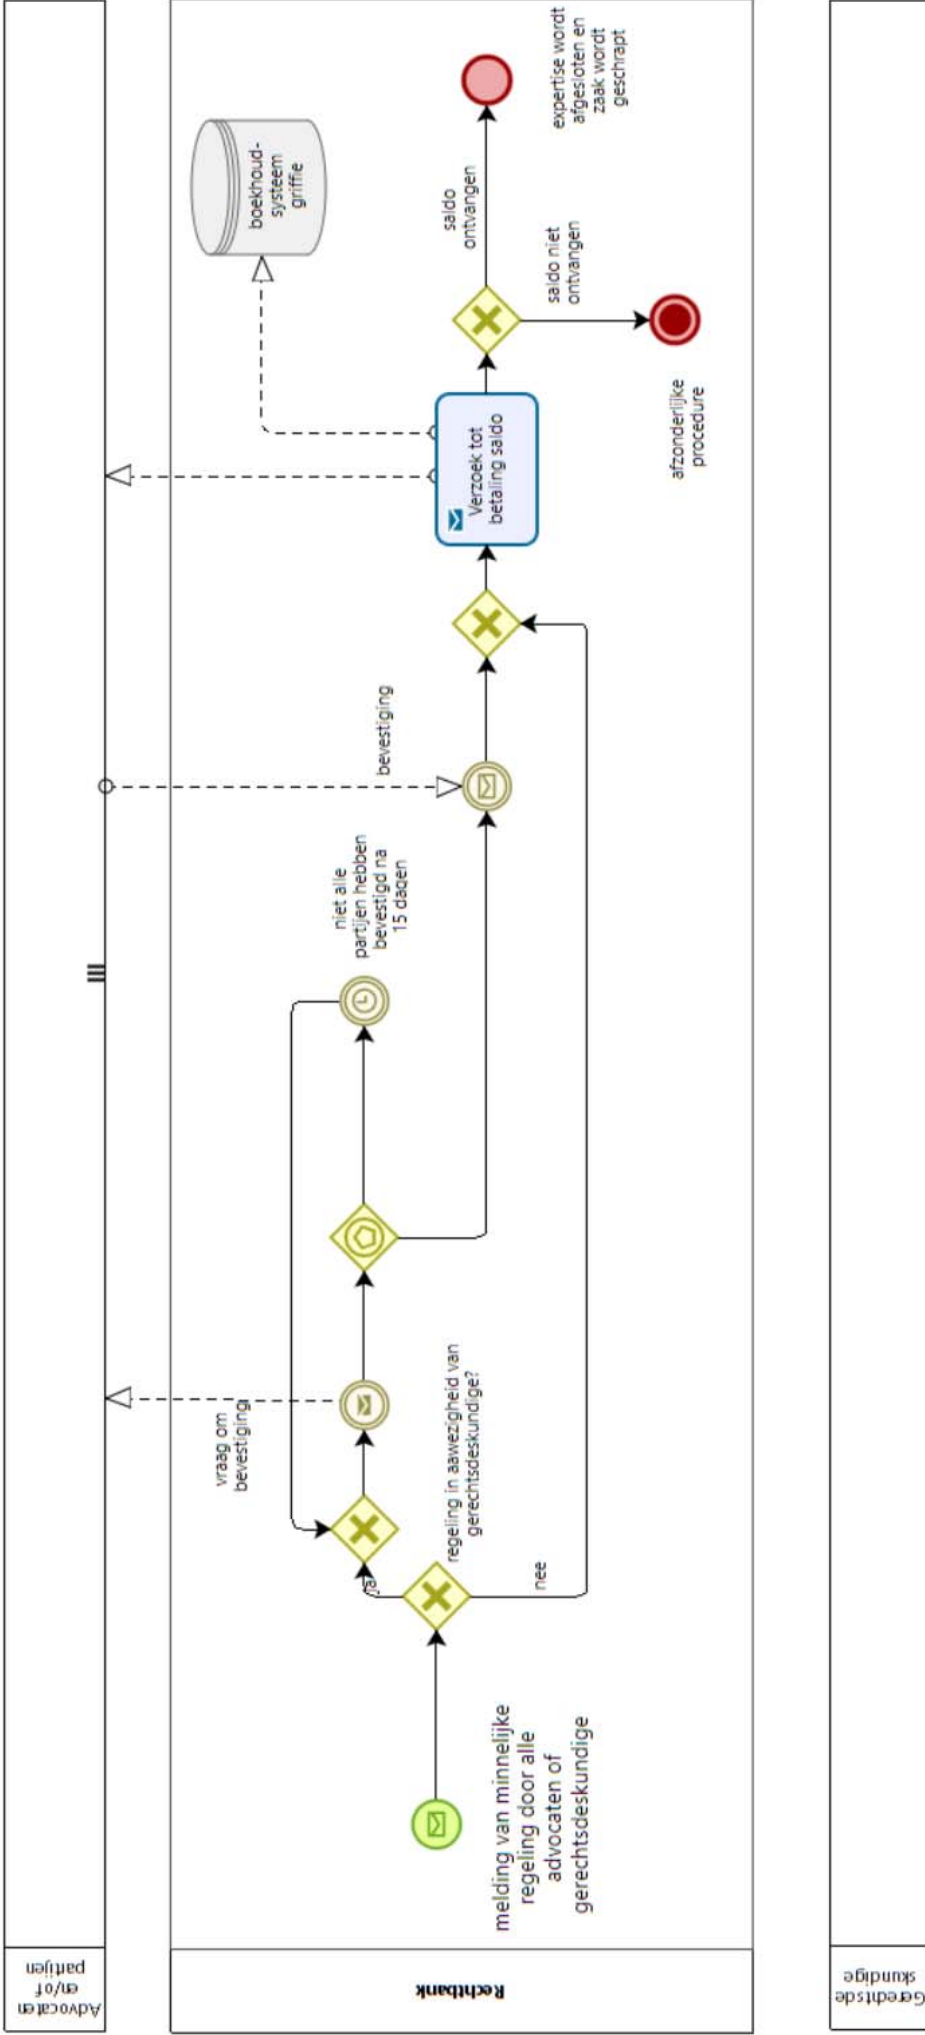 Advocaten
en/of
partijen
Rechtbank
Gerechtsde
skundige
melding van minnelijke
regeling door alle
advocaten of
gerechtsdeskundige
regeling in aawezigheid van
gerechtsdeskundige?
ja
nee
vraag om
bevestiging
niet alle
partijen hebben
bevestigd na
15 dagen
bevestiging
Verzoek tot
betaling saldo
boekhoud-
systeem
griffie
saldo
ontvangen
saldo niet
ontvangen
afzonderlijke
procedure
expertise wordt
afgesloten en
zaak wordt
geschrapt